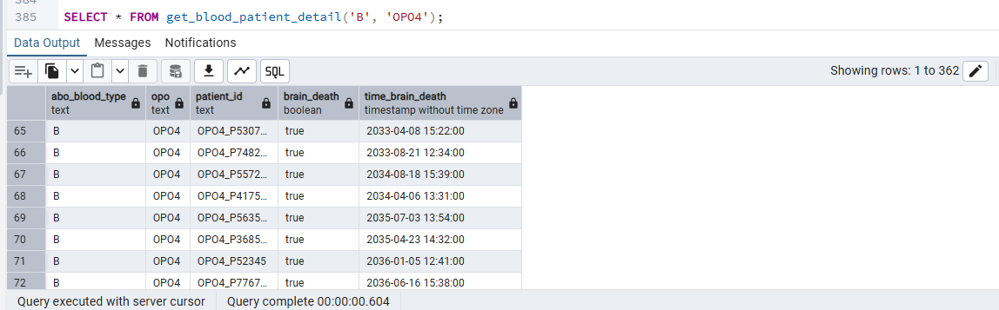 384
385 SELECT * FROM get_blood_patient_detail('B', 'OPO4');
Data Output Messages Notifications
SQL Showing rows: 1 to 362
abo_blood_type opo patient_id brain_death time_brain_death
text text text boolean timestamp without time zone
65 B OPO4 OPO4_P5307... true 2033-04-08 15:22:00
66 B OPO4 OPO4_P7482... true 2033-08-21 12:34:00
67 B OPO4 OPO4_P5572... true 2034-08-18 15:39:00
68 B OPO4 OPO4_P4175... true 2034-04-06 13:31:00
69 B OPO4 OPO4_P5635... true 2035-07-03 13:54:00
70 B OPO4 OPO4_P3685... true 2035-04-23 14:32:00
71 B OPO4 OPO4_P52345 true 2036-01-05 12:41:00
72 B OPO4 OPO4_P7767... true 2036-06-16 15:38:00
Query executed with server cursor Query complete 00:00:00.604